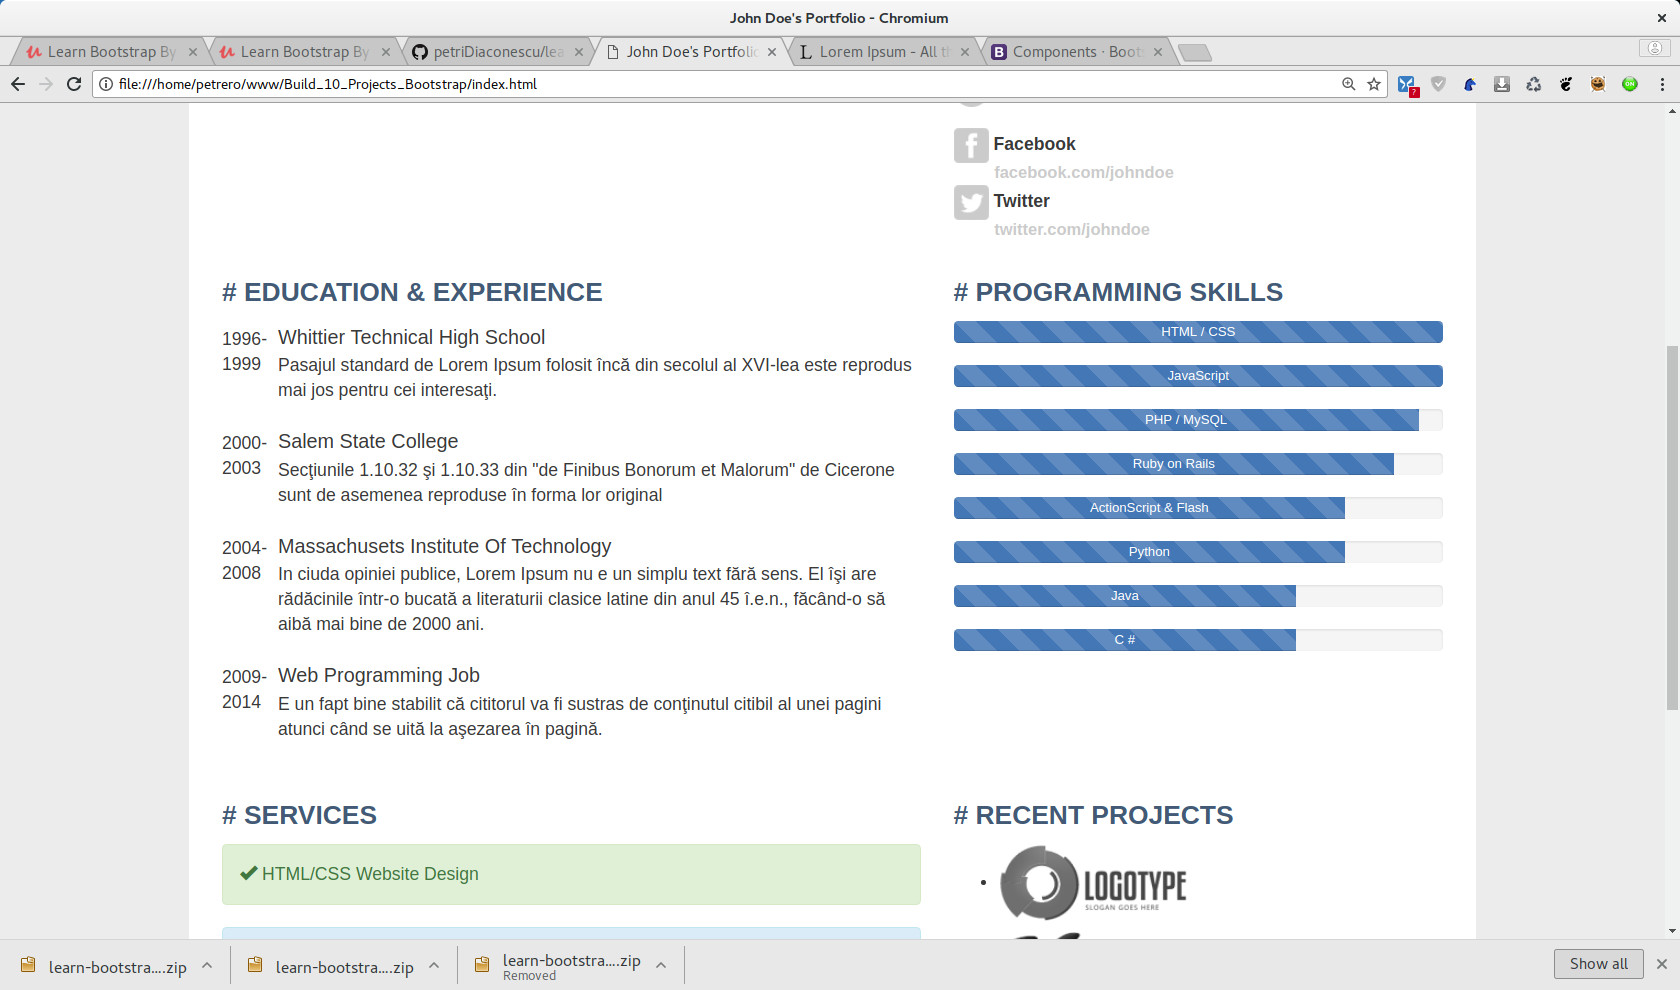 John Doe's Portfolio - Chromium
Learn Bootstrap By
Learn Bootstrap By
petriDiaconescu/lea
John Doe's Portfolio
Lorem Ipsum - All th
Components · Boots
file:///home/petrero/www/Build_10_Projects_Bootstrap/index.html
Facebook
facebook.com/johndoe
Twitter
twitter.com/johndoe
# EDUCATION & EXPERIENCE
1996-
1999
Whittier Technical High School
Pasajul standard de Lorem Ipsum folosit încă din secolul al XVI-lea este reprodus
mai jos pentru cei interesaţi.
2000-
2003
Salem State College
Secţiunile 1.10.32 şi 1.10.33 din "de Finibus Bonorum et Malorum" de Cicerone
sunt de asemenea reproduse în forma lor original
2004-
2008
Massachusets Institute Of Technology
In ciuda opiniei publice, Lorem Ipsum nu e un simplu text fără sens. El îşi are
rădăcinile într-o bucată a literaturii clasice latine din anul 45 î.e.n., făcând-o să
aibă mai bine de 2000 ani.
2009-
2014
Web Programming Job
E un fapt bine stabilit că cititorul va fi sustras de conţinutul citibil al unei pagini
atunci când se uită la aşezarea în pagină.
# PROGRAMMING SKILLS
HTML / CSS
JavaScript
PHP / MySQL
Ruby on Rails
ActionScript & Flash
Python
Java
C #
# SERVICES
HTML/CSS Website Design
# RECENT PROJECTS
LOGOTYPE
SLOGAN GOES HERE
learn-bootstra....zip
learn-bootstra....zip
learn-bootstra....zip
Removed
Show all